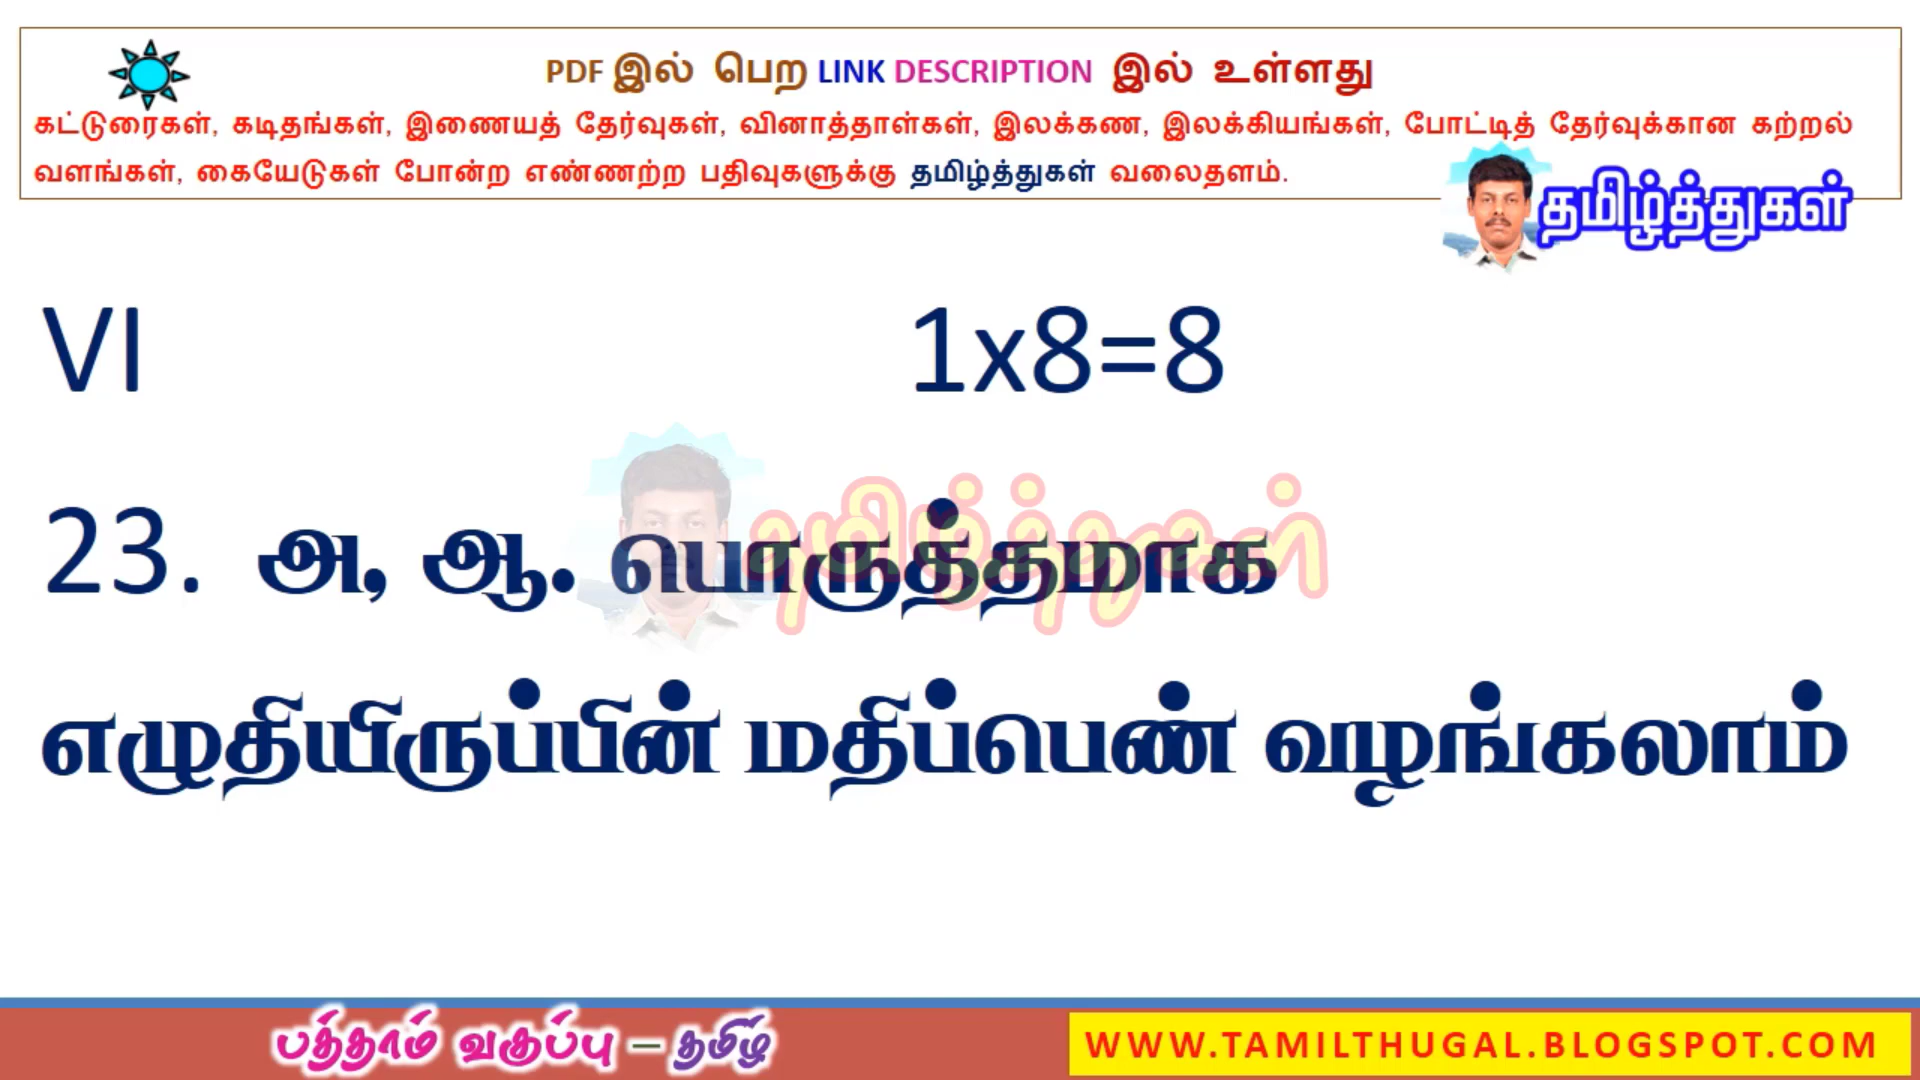 PDF இல் பெற LINK DESCRIPTION இல் உள்ளது
கட்டுரைகள், கடிதங்கள், இணையத் தேர்வுகள், வினாத்தாள்கள், இலக்கண, இலக்கியங்கள், போட்டித் தேர்வுக்கான கற்றல்
வளங்கள், கையேடுகள் போன்ற எண்ணற்ற பதிவுகளுக்கு தமிழ்த்துகள் வலைதளம்.
தமிழ்த்துகள்
VI 1x8=8
தமிழ்த்துகள்
23. அ, ஆ. பொருத்தமாக
எழுதியிருப்பின் மதிப்பெண் வழங்கலாம்
பத்தாம் வகுப்பு – தமிழ்
WWW.TAMILTHUGAL.BLOGSPOT.COM